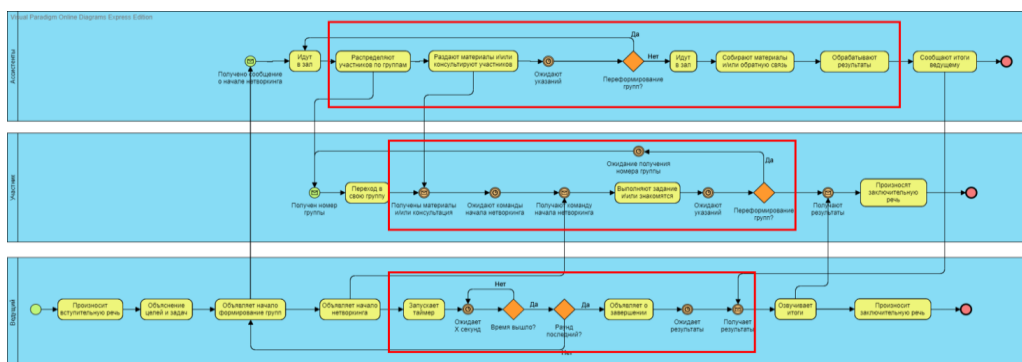 Visual Paradigm Online Diagrams Express Edition
Ассистенты
Получено сообщение
о начале нетворкинга
Идут
в зал
Распределяют
участников по группам
Раздают материалы и\или
консультируют участников
Ожидают
указаний
Да
Нет
Переформирование
групп?
Идут
в зал
Собирают материалы
и\или обратную связь
Обрабатывают
результаты
Сообщают итоги
ведущему
Участник
Ожидание получения
номера группы
Да
Получен номер
группы
Переход в
свою группу
Получены материалы
и\или консультация
Ожидают команды
начала нетворкинга
Получают команду
начала нетворкинга
Выполняют задание
и\или знакомятся
Ожидают
указаний
Переформирование
групп?
Получают
результаты
Произносят
заключительную
речь
Ведущий
Произносит
вступительную речь
Объяснение
целей и задач
Объявляет начало
формирование групп
Объявляет начало
нетворкинга
Запускает
таймер
Нет
Ожидает
X секунд
Время вышло?
Да
Раунд
последний?
Да
Нет
Объявляет о
завершении
Ожидает
результаты
Получает
результаты
Озвучивает
итоги
Произносит
заключительную речь